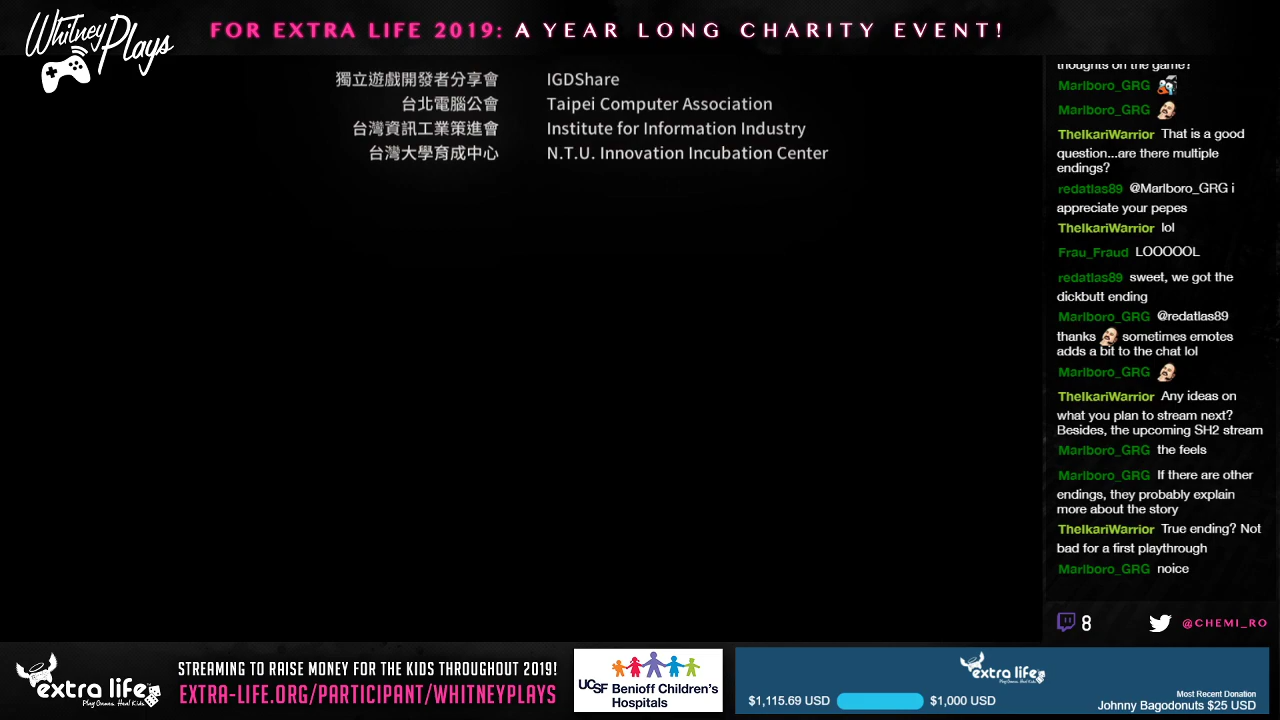 Whitney Plays
FOR EXTRA LIFE 2019: A YEAR LONG CHARITY EVENT!
獨立遊戲開發者分享會 IGDShare
台北電腦公會 Taipei Computer Association
台灣資訊工業策進會 Institute for Information Industry
台灣大學育成中心 N.T.U. Innovation Incubation Center
thoughts on the game?
Marlboro_GRG
Marlboro_GRG
TheIkariWarrior That is a good
question...are there multiple
endings?
redatlas89 @Marlboro_GRG i
appreciate your pepes
TheIkariWarrior lol
Frau_Fraud LOOOOOL
redatlas89 sweet, we got the
dickbutt ending
Marlboro_GRG @redatlas89
thanks sometimes emotes
adds a bit to the chat lol
Marlboro_GRG
TheIkariWarrior Any ideas on
what you plan to stream next?
Besides, the upcoming SH2 stream
Marlboro_GRG the feels
Marlboro_GRG If there are other
endings, they probably explain
more about the story
TheIkariWarrior True ending? Not
bad for a first playthrough
Marlboro_GRG noice
8 @CHEMI_RO
extra life
Play Games. Heal Kids.
STREAMING TO RAISE MONEY FOR THE KIDS THROUGHOUT 2019!
EXTRA-LIFE.ORG/PARTICIPANT/WHITNEYPLAYS
UCSF Benioff Children's
Hospitals
extra life
Play Games. Heal Kids.
$1,115.69 USD $1,000 USD
Most Recent Donation
Johnny Bagodonuts $25 USD